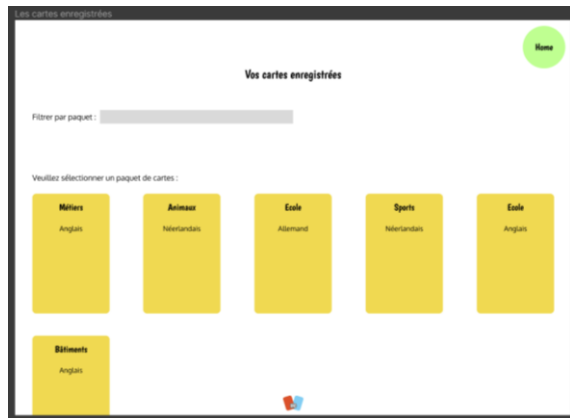 Les cartes enregistrées
Home
Vos cartes enregistrées
Filtrer par paquet :
Veuillez sélectionner un paquet de cartes :
Métiers
Anglais
Animaux
Néerlandais
Ecole
Allemand
Sports
Néerlandais
Ecole
Anglais
Bâtiments
Anglais